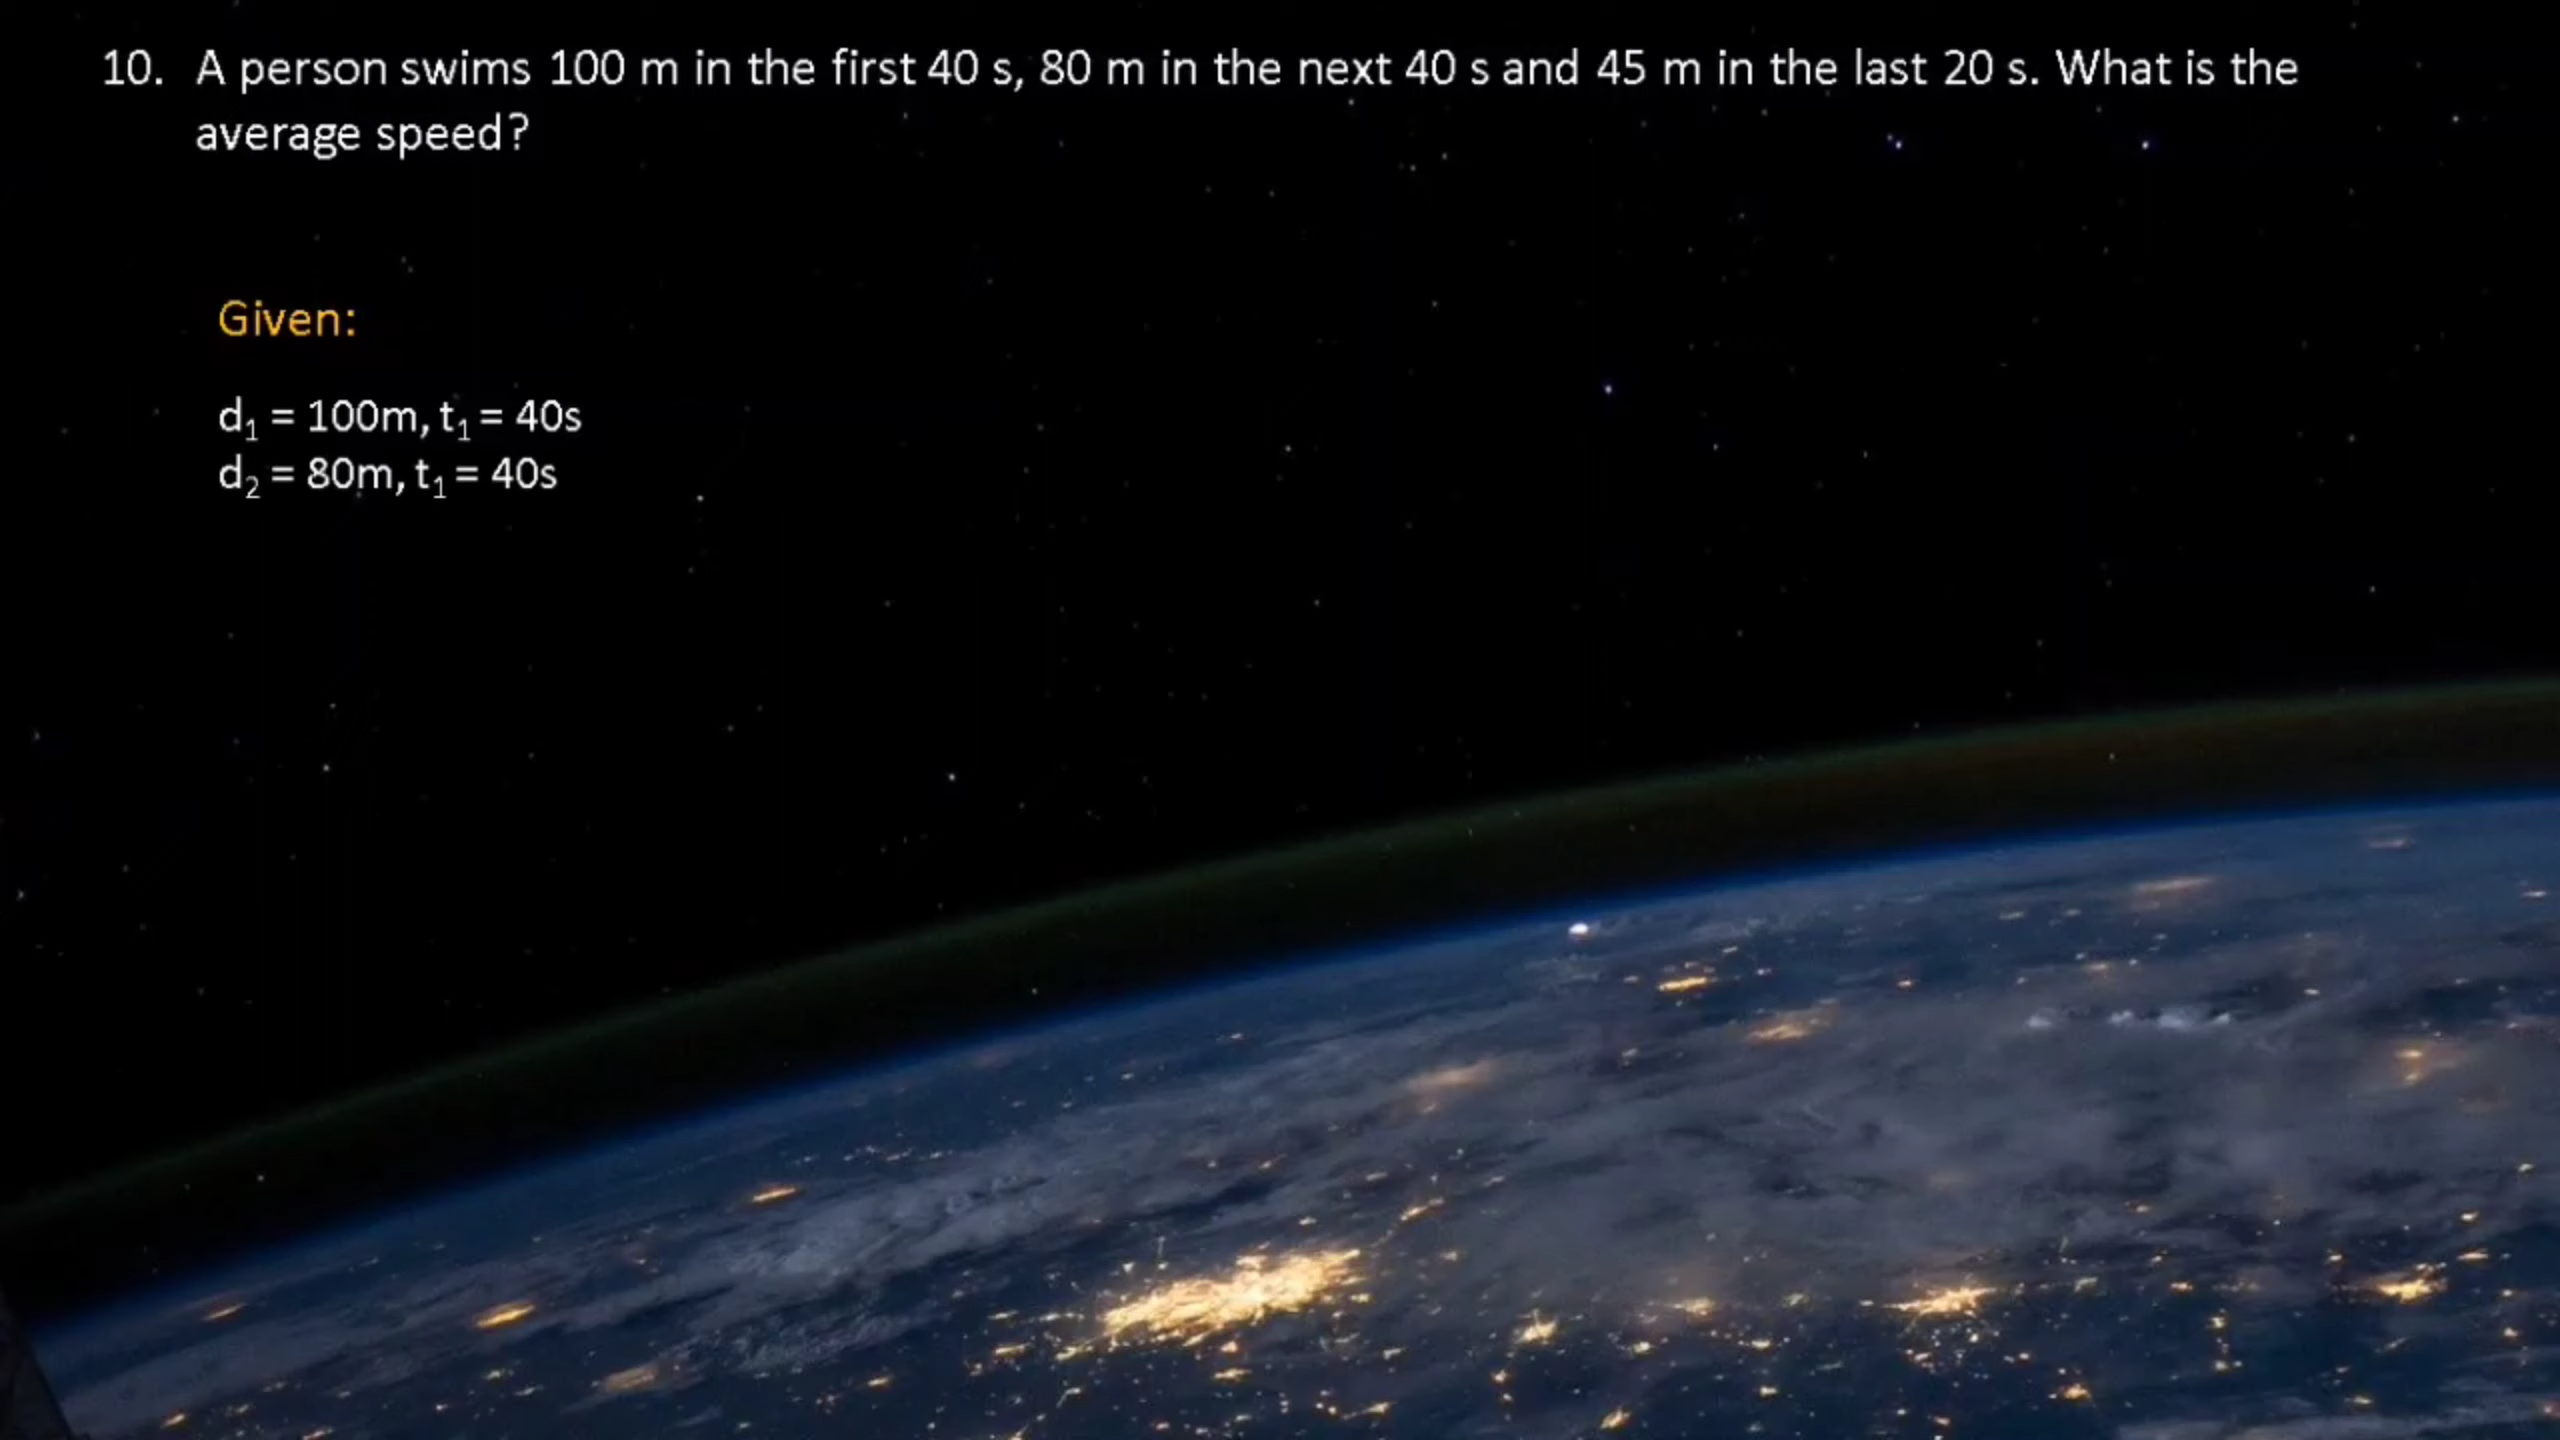 10. A person swims 100 m in the first 40 s, 80 m in the next 40 s and 45 m in the last 20 s. What is the
average speed?
Given:
d₁ = 100m, t₁ = 40s
d₂ = 80m, t₁ = 40s